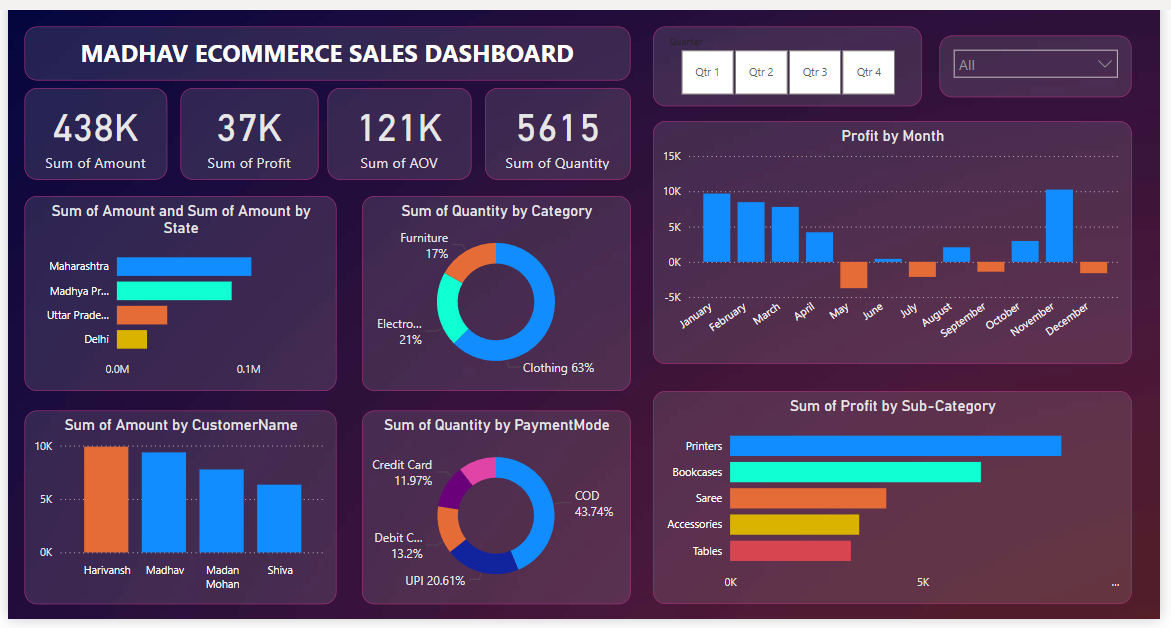 MADHAV ECOMMERCE SALES DASHBOARD
Quarter
Qtr 1
Qtr 2
Qtr 3
Qtr 4
All
438K
Sum of Amount
37K
Sum of Profit
121K
Sum of AOV
5615
Sum of Quantity
Sum of Amount and Sum of Amount by
State
Maharashtra
Madhya Pr...
Uttar Prade...
Delhi
0.0M
0.1M
Sum of Quantity by Category
Furniture
17%
Electro...
21%
Clothing 63%
Profit by Month
15K
10K
5K
0K
-5K
January
February
March
April
May
June
July
August
September
October
November
December
Sum of Amount by CustomerName
10K
5K
0K
Harivansh
Madhav
Madan
Mohan
Shiva
Sum of Quantity by PaymentMode
Credit Card
11.97%
COD
43.74%
Debit C...
13.2%
UPI 20.61%
Sum of Profit by Sub-Category
Printers
Bookcases
Saree
Accessories
Tables
0K
5K
...